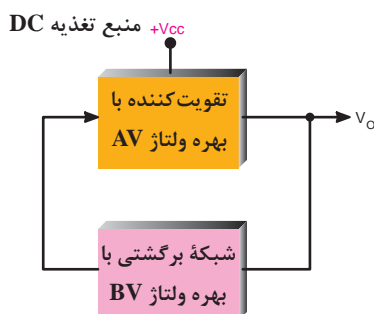 منبع تغذیه DC +Vcc
تقویت‌کننده با
بهره ولتاژ AV
VO
شبکهٔ برگشتی با
بهره ولتاژ BV